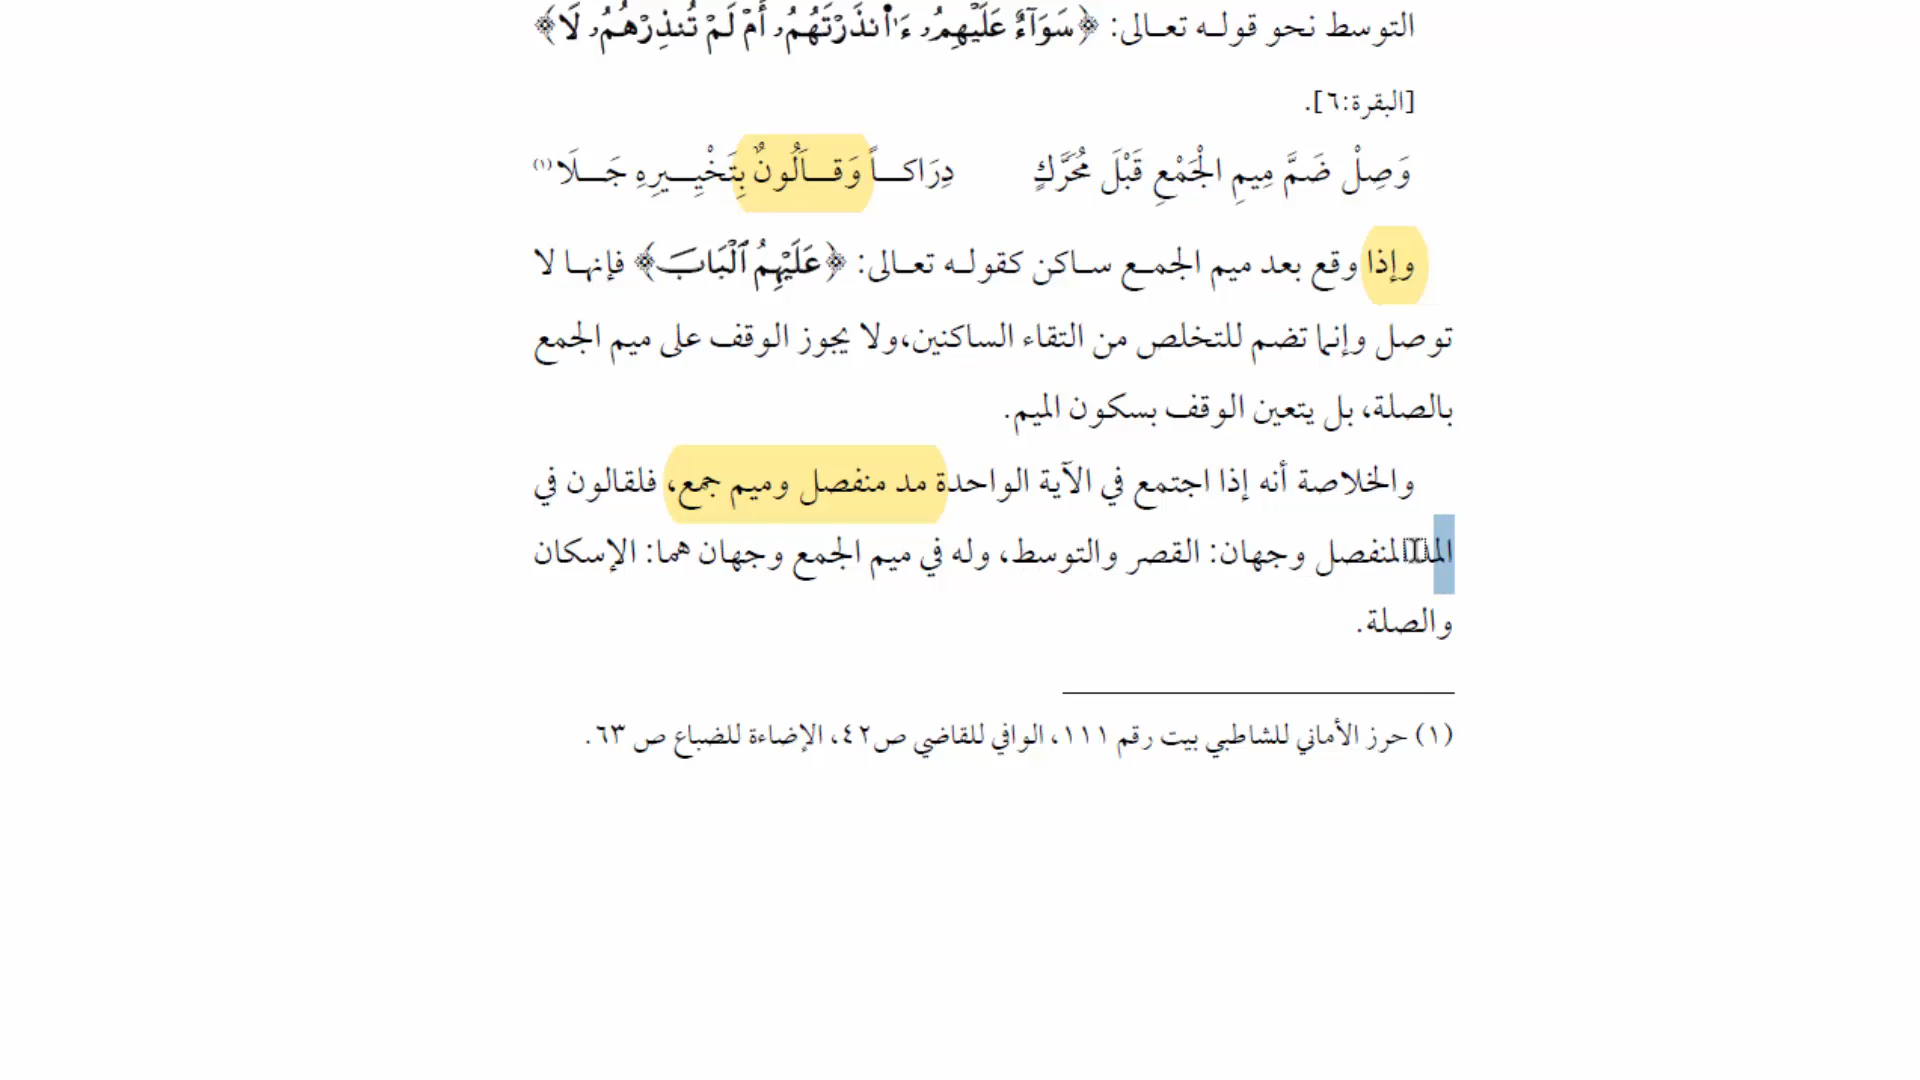 التوسط نحو قوله تعالى: ﴿سَوَآءٌ عَلَيْهِمُۥ ءَا۬نذَرْتَهُمُۥ أَمْ لَمْ تُنذِرْهُمُۥ لَا﴾
[البقرة:٦].
وَصِلْ ضَمَّ مِيمِ الْجَمْعِ قَبْلَ مُحَرَّكٍ دِرَاكاً وَقَالُونٌ بِتَخْيِيرِهِ جَلَا(١)
وإذا وقع بعد ميم الجمع ساكن كقوله تعالى: ﴿عَلَيْهِمُ ٱلْبَابَ﴾ فإنها لا
توصل وإنما تضم للتخلص من التقاء الساكنين،ولا يجوز الوقف على ميم الجمع
بالصلة، بل يتعين الوقف بسكون الميم.
والخلاصة أنه إذا اجتمع في الآية الواحدة مد منفصل وميم جمع، فلقالون في
المد المنفصل وجهان: القصر والتوسط، وله في ميم الجمع وجهان هما: الإسكان
والصلة.
(١) حرز الأماني للشاطبي بيت رقم ١١١، الوافي للقاضي ص٤٢، الإضاءة للضباع ص ٦٣.